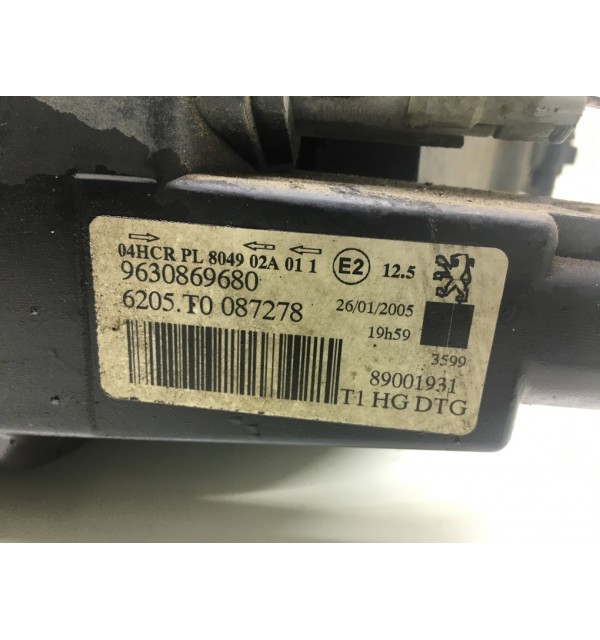 04HCR PL 8049 02A 01 1 E2 12.5
9630869680
6205.T0 087278
26/01/2005
19h59
3599
89001931
T1 HG DTG